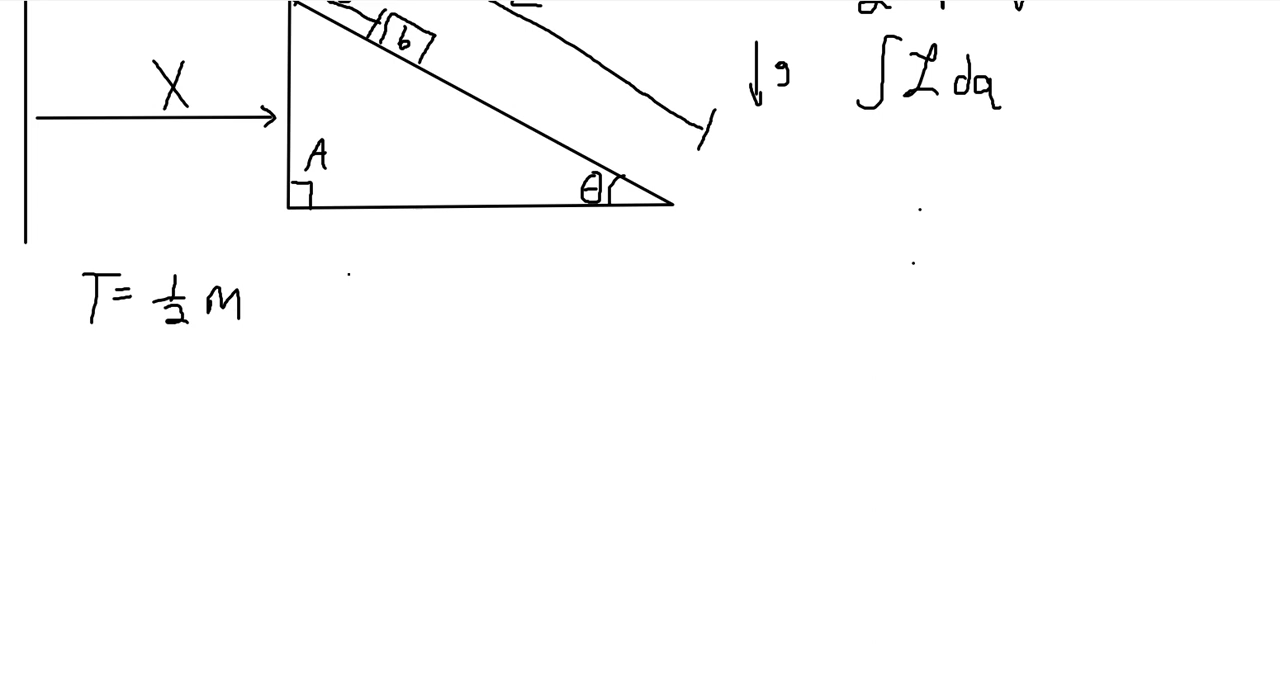 b
X
↓ g
∫ ℒ dq
A
θ
T = 1/2 M